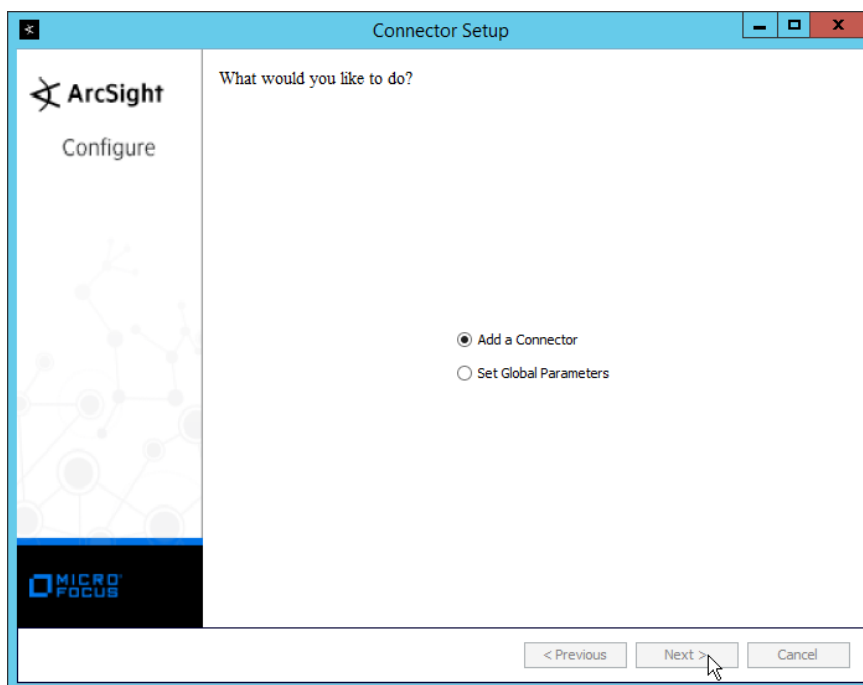 Connector Setup
ArcSight
Configure
What would you like to do?
Add a Connector
Set Global Parameters
MICRO
FOCUS
< Previous
Next >
Cancel